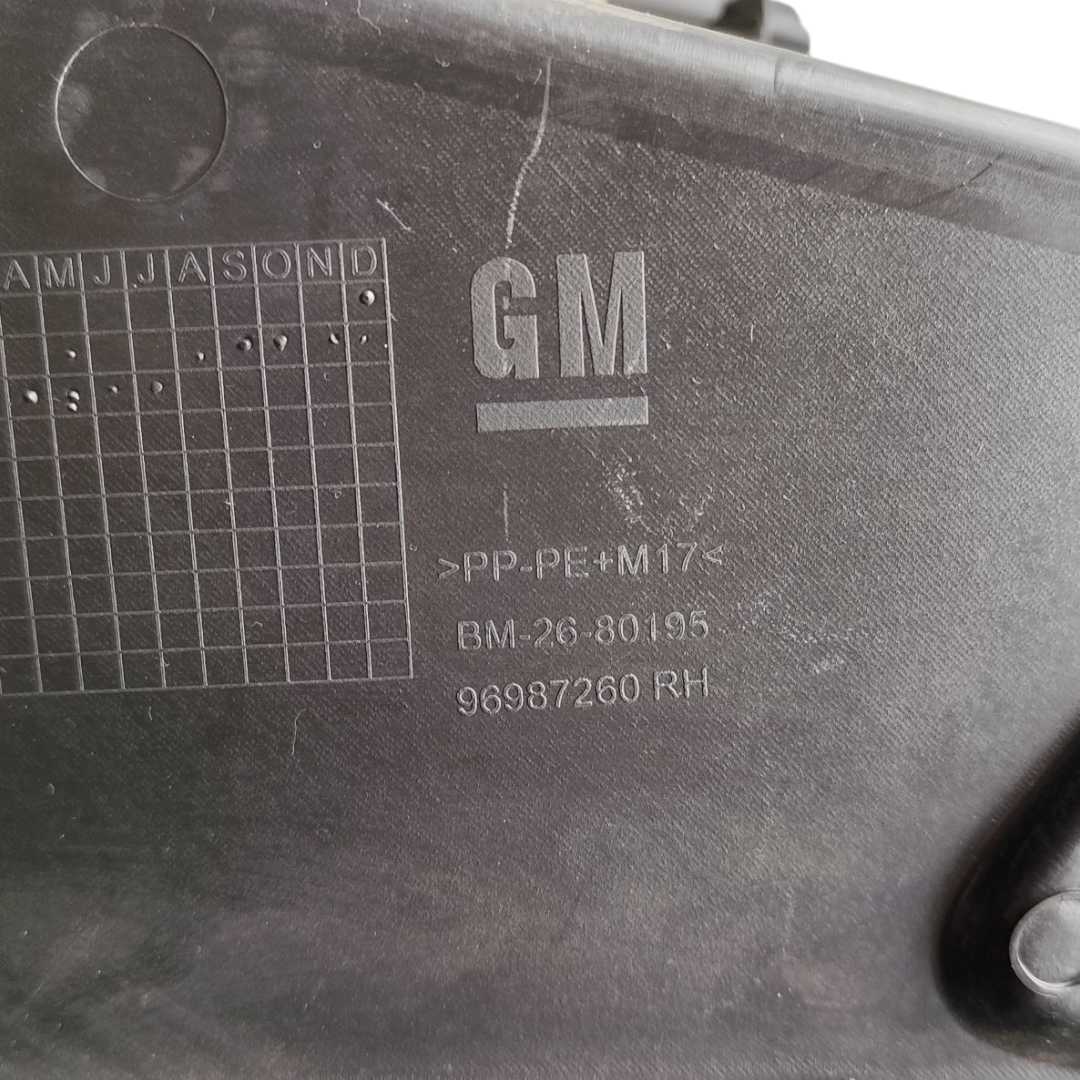 A M J J A S O N D
GM
>PP-PE+M17<
BM-26-80195
96987260 RH